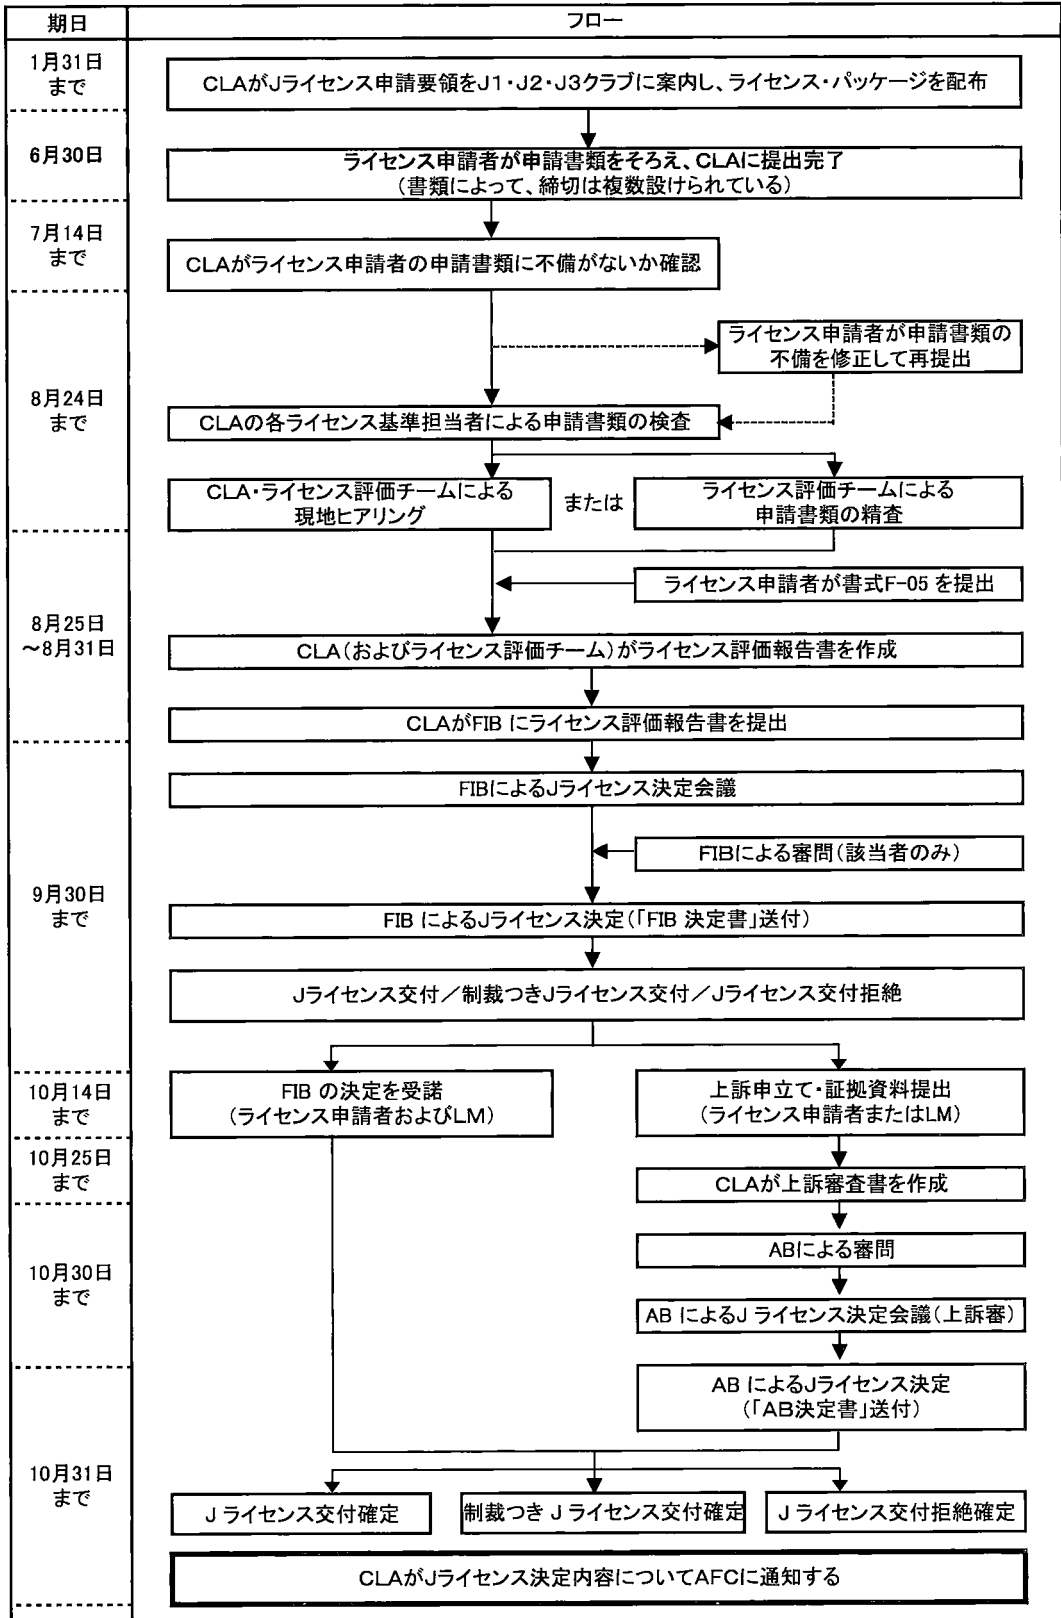 期日
フロー
1月31日
まで
CLAがJライセンス申請要領をJ1・J2・J3クラブに案内し、ライセンス・パッケージを配布
6月30日
ライセンス申請者が申請書類をそろえ、CLAに提出完了
(書類によって、締切は複数設けられている)
7月14日
まで
CLAがライセンス申請者の申請書類に不備がないか確認
8月24日
まで
ライセンス申請者が申請書類の
不備を修正して再提出
CLAの各ライセンス基準担当者による申請書類の検査
CLA・ライセンス評価チームによる
現地ヒアリング
または
ライセンス評価チームによる
申請書類の精査
8月25日
~8月31日
ライセンス申請者が書式F-05 を提出
CLA(およびライセンス評価チーム)がライセンス評価報告書を作成
CLAがFIB にライセンス評価報告書を提出
9月30日
まで
FIBによるJライセンス決定会議
FIBによる審問(該当者のみ)
FIB によるJライセンス決定(「FIB 決定書」送付)
Jライセンス交付/制裁つきJライセンス交付/Jライセンス交付拒絶
10月14日
まで
FIB の決定を受諾
(ライセンス申請者およびLM)
上訴申立て・証拠資料提出
(ライセンス申請者またはLM)
10月25日
まで
CLAが上訴審査書を作成
10月30日
まで
ABによる審問
AB によるJ ライセンス決定会議(上訴審)
10月31日
まで
AB によるJライセンス決定
(「AB決定書」送付)
J ライセンス交付確定
制裁つき J ライセンス交付確定
J ライセンス交付拒絶確定
CLAがJライセンス決定内容についてAFCに通知する